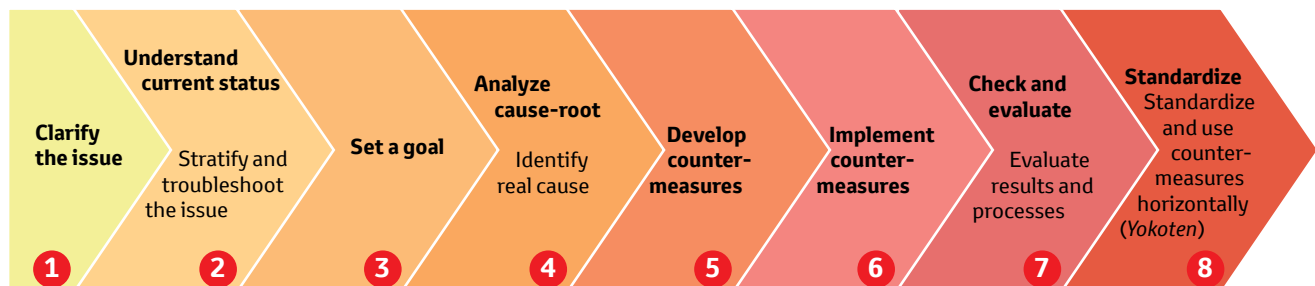 Clarify
the issue
1
Understand
current status
Stratify and
troubleshoot
the issue
2
Set a goal
3
Analyze
cause-root
Identify
real cause
4
Develop
counter-
measures
5
Implement
counter-
measures
6
Check and
evaluate
Evaluate
results and
processes
7
Standardize
Standardize
and use
counter-
measures
horizontally
(Yokoten)
8